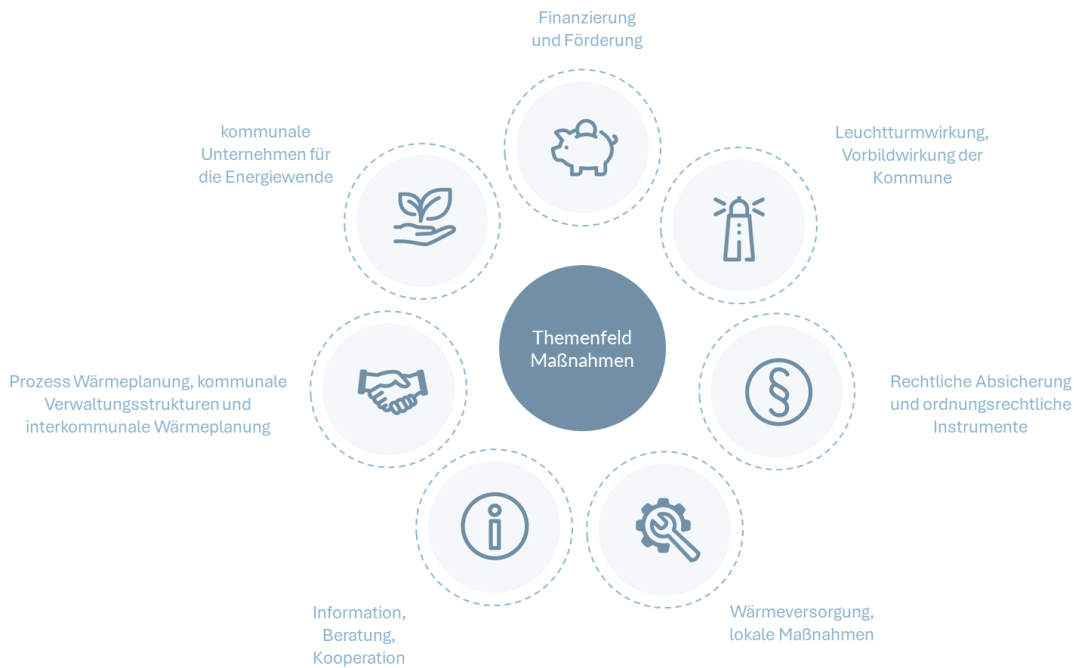 Finanzierung
und Förderung
Leuchtturmwirkung,
Vorbildwirkung der
Kommune
Rechtliche Absicherung
und ordnungsrechtliche
Instrumente
Wärmeversorgung,
lokale Maßnahmen
Information,
Beratung,
Kooperation
Prozess Wärmeplanung, kommunale
Verwaltungsstrukturen und
interkommunale Wärmeplanung
kommunale
Unternehmen für
die Energiewende
Themenfeld
Maßnahmen